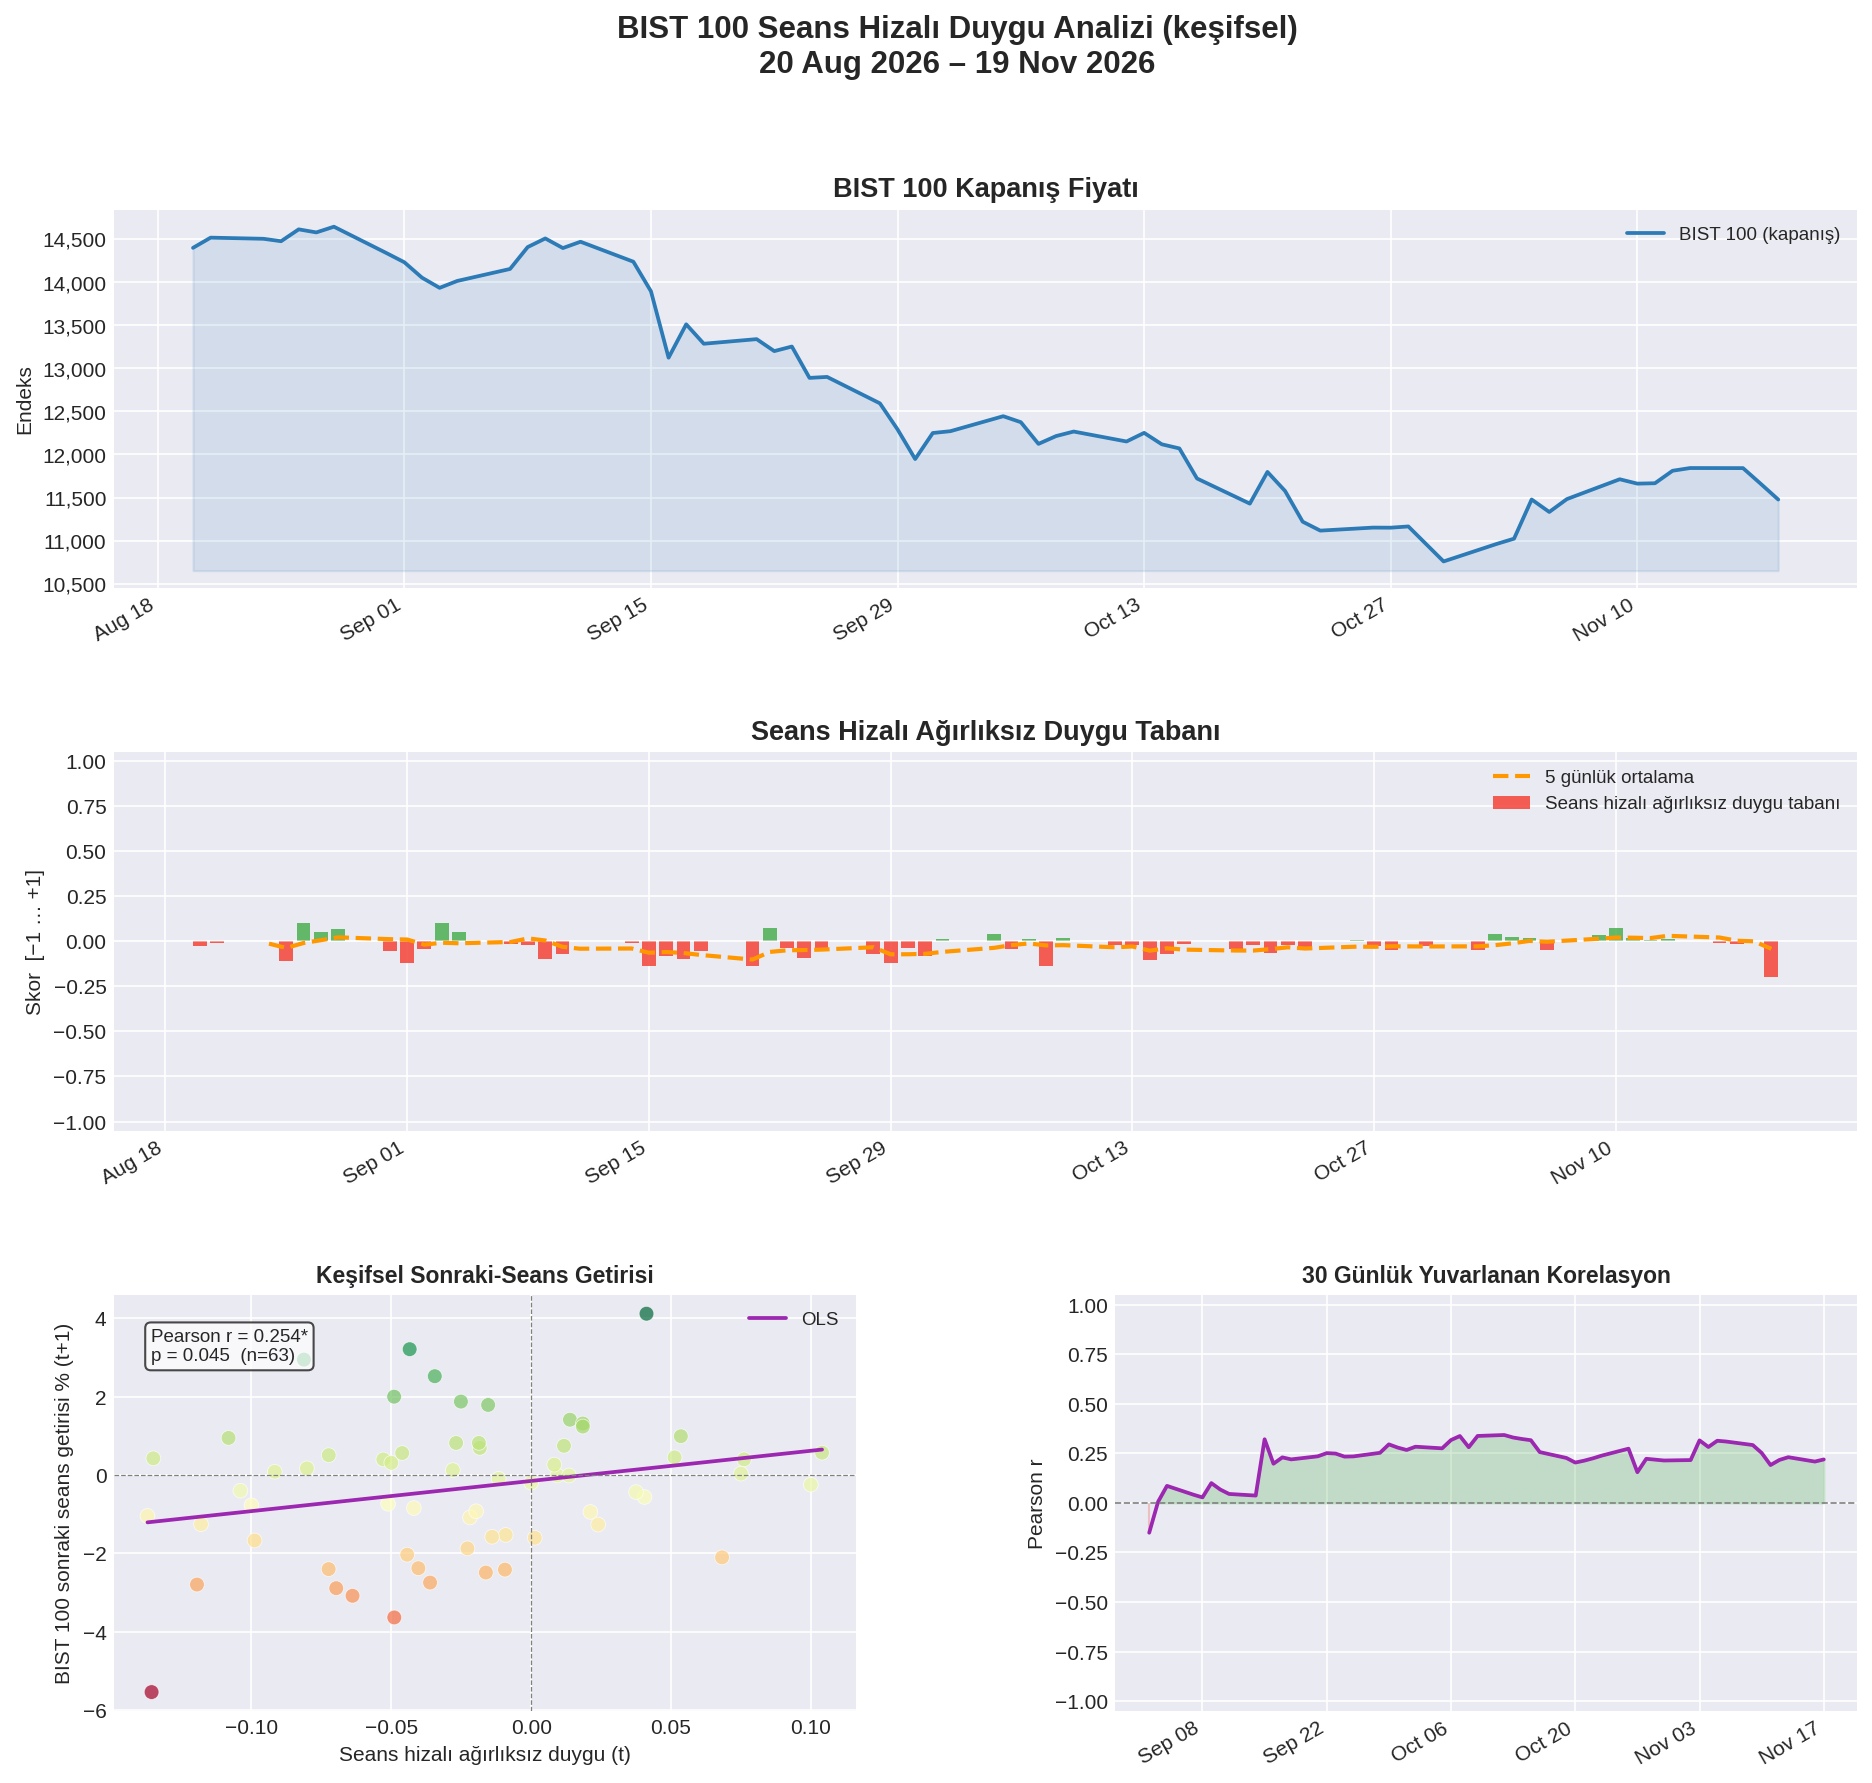 BIST 100 Seans Hizalı Duygu Analizi (keşifsel)
20 Aug 2026 – 19 Nov 2026
BIST 100 Kapanış Fiyatı
BIST 100 (kapanış)
Endeks
14,500
14,000
13,500
13,000
12,500
12,000
11,500
11,000
10,500
Aug 18
Sep 01
Sep 15
Sep 29
Oct 13
Oct 27
Nov 10
Seans Hizalı Ağırlıksız Duygu Tabanı
5 günlük ortalama
Seans hizalı ağırlıksız duygu tabanı
Skor [−1 … +1]
1.00
0.75
0.50
0.25
0.00
−0.25
−0.50
−0.75
−1.00
Aug 18
Sep 01
Sep 15
Sep 29
Oct 13
Oct 27
Nov 10
Keşifsel Sonraki-Seans Getirisi
Pearson r = 0.254*
p = 0.045 (n=63)
OLS
BIST 100 sonraki seans getirisi % (t+1)
4
2
0
−2
−4
−6
−0.10
−0.05
0.00
0.05
0.10
Seans hizalı ağırlıksız duygu (t)
30 Günlük Yuvarlanan Korelasyon
Pearson r
1.00
0.75
0.50
0.25
0.00
−0.25
−0.50
−0.75
−1.00
Sep 08
Sep 22
Oct 06
Oct 20
Nov 03
Nov 17